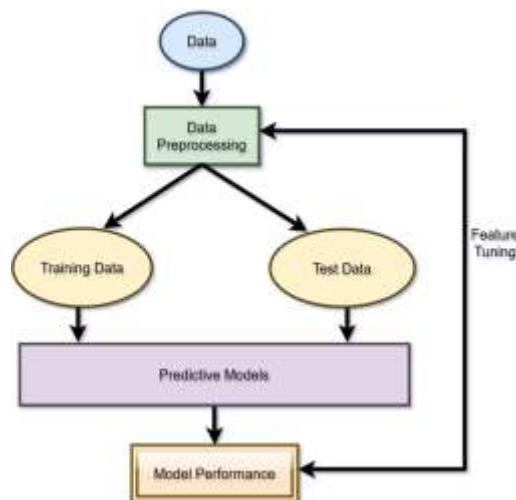 Data
Data
Preprocessing
Training Data
Test Data
Feature
Tuning
Predictive Models
Model Performance